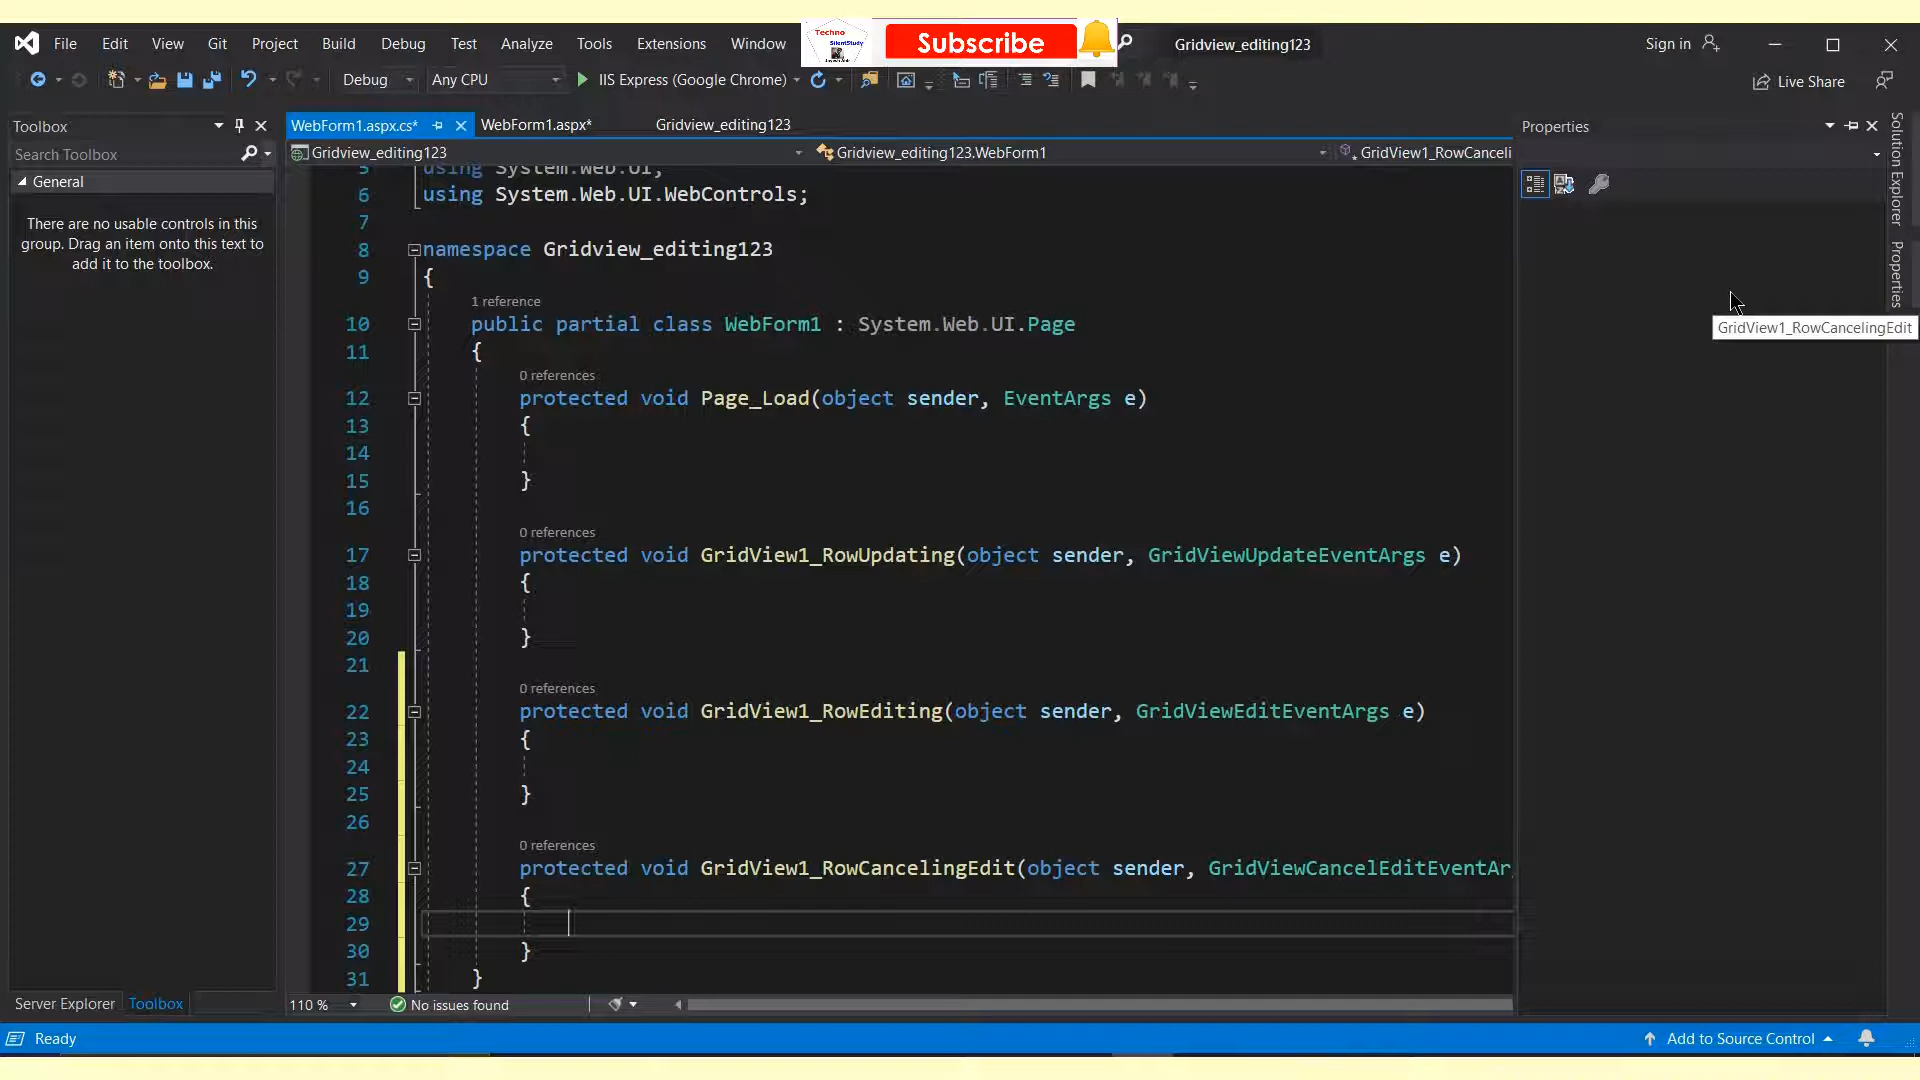 Techno
SilentStudy
Subscribe
File Edit View Git Project Build Debug Test Analyze Tools Extensions Window Gridview_editing123 Sign in
Debug Any CPU IIS Express (Google Chrome) Live Share
Toolbox
Search Toolbox
General
There are no usable controls in this
group. Drag an item onto this text to
add it to the toolbox.
WebForm1.aspx.cs* WebForm1.aspx* Gridview_editing123
Gridview_editing123 Gridview_editing123.WebForm1 GridView1_RowCanceli
5 using System.Web.UI;
6 using System.Web.UI.WebControls;
7
8 namespace Gridview_editing123
9 {
1 reference
10 public partial class WebForm1 : System.Web.UI.Page
11 {
0 references
12 protected void Page_Load(object sender, EventArgs e)
13 {
14
15 }
16
0 references
17 protected void GridView1_RowUpdating(object sender, GridViewUpdateEventArgs e)
18 {
19
20 }
21
0 references
22 protected void GridView1_RowEditing(object sender, GridViewEditEventArgs e)
23 {
24
25 }
26
0 references
27 protected void GridView1_RowCancelingEdit(object sender, GridViewCancelEditEventAr
28 {
29
30 }
31 }
110 % No issues found
Properties
GridView1_RowCancelingEdit
Solution Explorer
Properties
Server Explorer Toolbox
Ready Add to Source Control